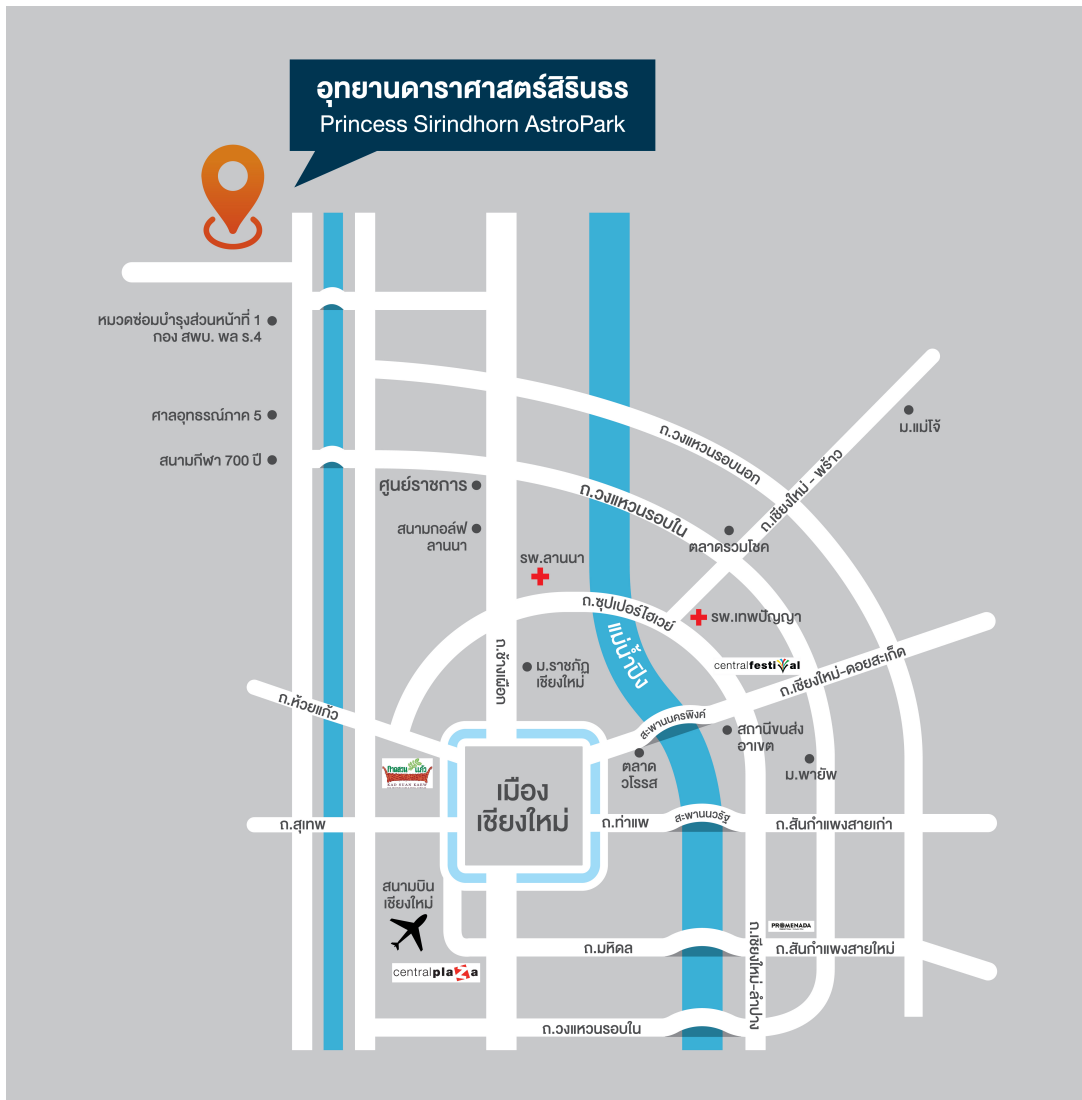 อุทยานดาราศาสตร์สิรินธร
Princess Sirindhorn AstroPark
หมวดซ่อมบำรุงส่วนหน้าที่ 1
กอง สพบ. พล ร.4
ศาลอุทธรณ์ภาค 5
สนามกีฬา 700 ปี
ถ.วงแหวนรอบนอก
ม.แม่โจ้
ถ.เชียงใหม่ - พร้าว
ศูนย์ราชการ
ถ.วงแหวนรอบใน
สนามกอล์ฟ
ลานนา
ตลาดรวมโชค
รพ.ลานนา
ถ.ซุปเปอร์ไฮเวย์
รพ.เทพปัญญา
แม่น้ำปิง
ถ.ช้างเผือก
ม.ราชภัฏ
เชียงใหม่
centralfestival
ถ.เชียงใหม่-ดอยสะเก็ด
ถ.ห้วยแก้ว
สะพานนครพิงค์
สถานีขนส่ง
อาเขต
ตลาด
วโรรส
ม.พายัพ
กาดสวนแก้ว
KAD SUAN KAEW
เมือง
เชียงใหม่
ถ.สุเทพ
ถ.ท่าแพ
สะพานนวรัฐ
ถ.สันกำแพงสายเก่า
สนามบิน
เชียงใหม่
centralplaza
ถ.มหิดล
PROMENADA
ถ.สันกำแพงสายใหม่
ถ.เชียงใหม่-ลำปาง
ถ.วงแหวนรอบใน